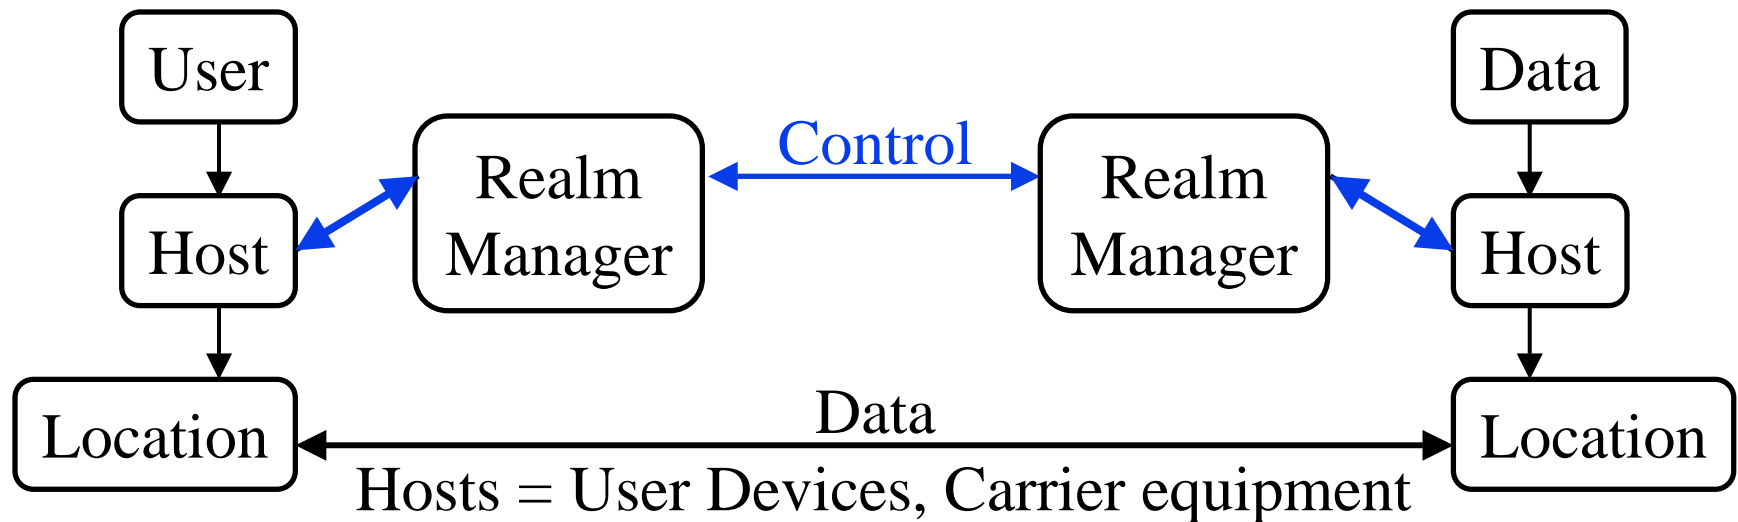 User
Data
Control
Realm
Manager
Realm
Manager
Host
Host
Location
Data
Location
Hosts = User Devices, Carrier equipment